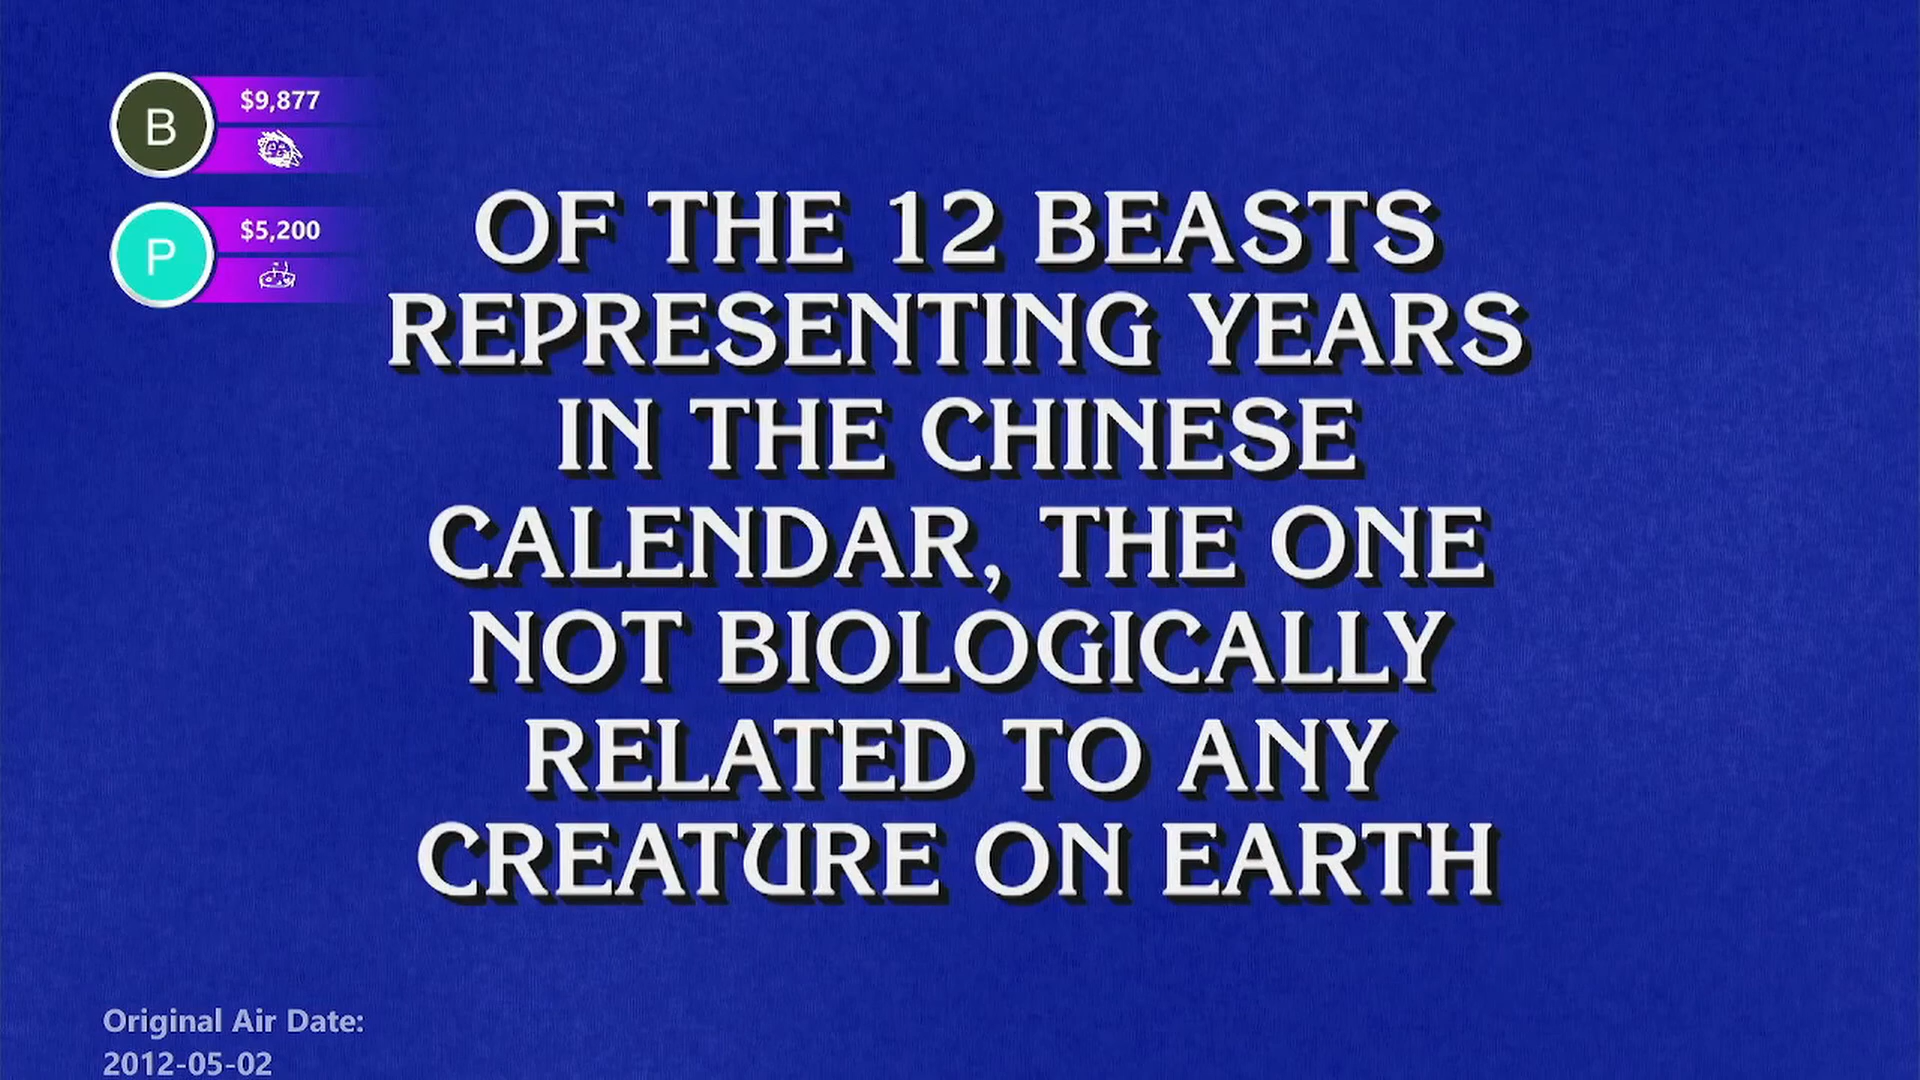 B
$9,877
P
$5,200
OF THE 12 BEASTS
REPRESENTING YEARS
IN THE CHINESE
CALENDAR, THE ONE
NOT BIOLOGICALLY
RELATED TO ANY
CREATURE ON EARTH
Original Air Date:
2012-05-02